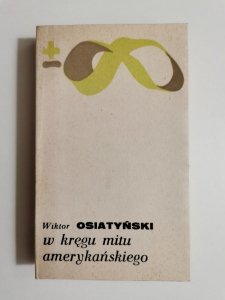 Wiktor OSIATYŃSKI
w kręgu mitu
amerykańskiego